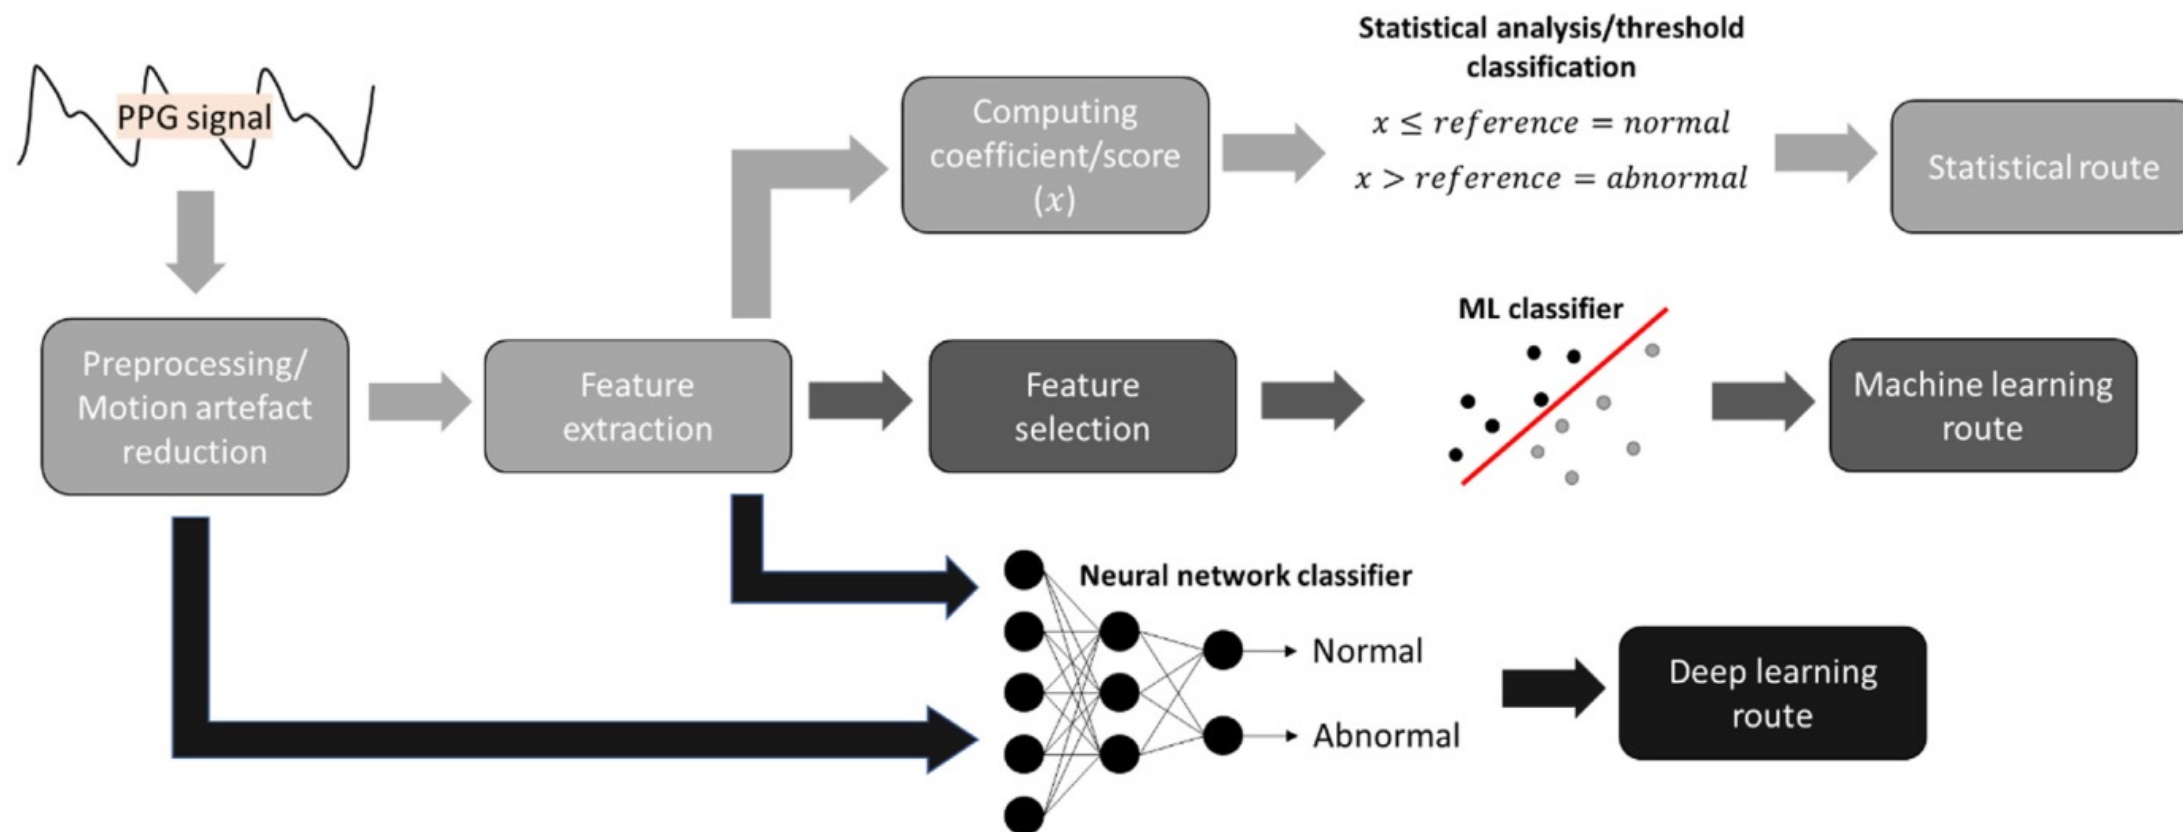 PPG signal
Preprocessing/
Motion artefact
reduction
Feature
extraction
Computing
coefficient/score
(x)
Statistical analysis/threshold
classification
x ≤ reference = normal
x > reference = abnormal
Statistical route
Feature
selection
ML classifier
Machine learning
route
Neural network classifier
Normal
Abnormal
Deep learning
route